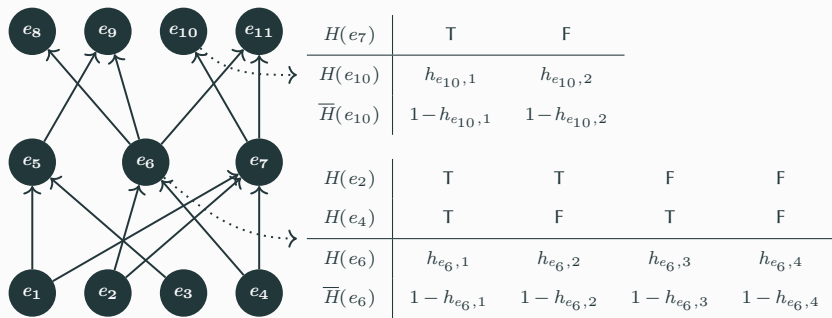 e₈ e₉ e₁₀ e₁₁
e₅ e₆ e₇
e₁ e₂ e₃ e₄
H(e₇) T F
H(e₁₀) h_{e₁₀,1} h_{e₁₀,2}
H̅(e₁₀) 1−h_{e₁₀,1} 1−h_{e₁₀,2}
H(e₂) T T F F
H(e₄) T F T F
H(e₆) h_{e₆,1} h_{e₆,2} h_{e₆,3} h_{e₆,4}
H̅(e₆) 1−h_{e₆,1} 1−h_{e₆,2} 1−h_{e₆,3} 1−h_{e₆,4}